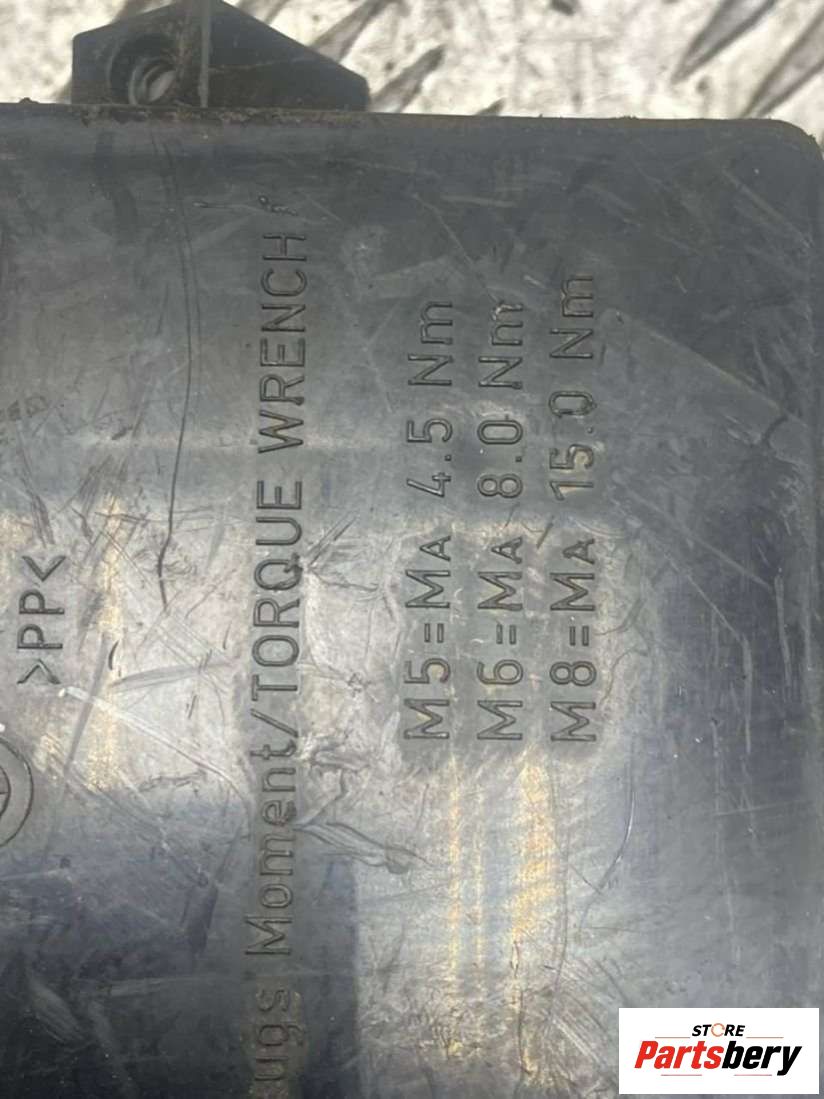 >PP<
ugs Moment/TORQUE WRENCH
M5=MA 4.5 Nm
M6=MA 8.0 Nm
M8=MA 15.0 Nm
STORE
Partsbery